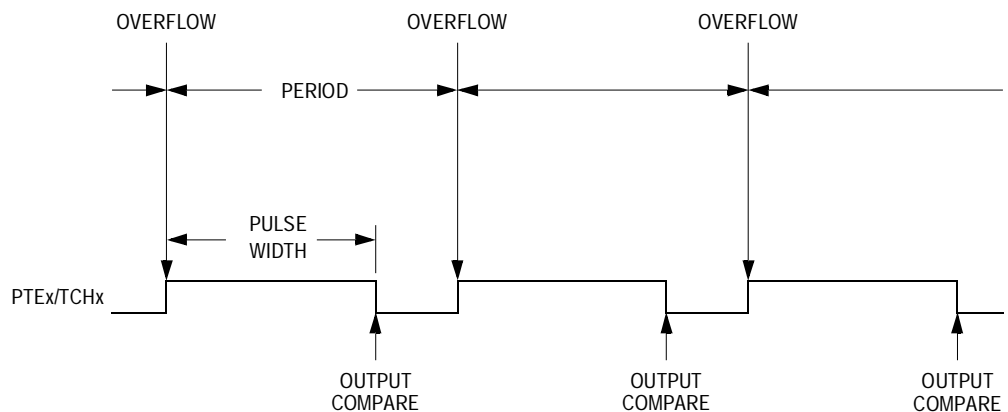 OVERFLOW
OVERFLOW
OVERFLOW
PERIOD
PULSE
WIDTH
PTEx/TCHx
OUTPUT
COMPARE
OUTPUT
COMPARE
OUTPUT
COMPARE